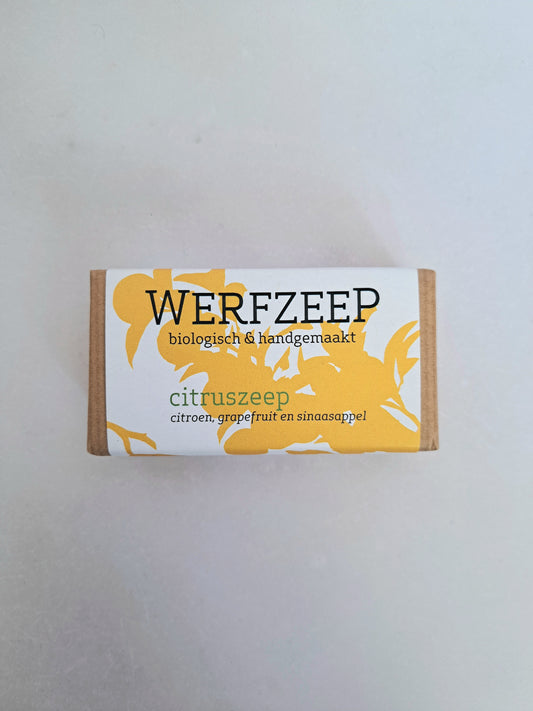 WERFZEEP
biologisch & handgemaakt
citruszeep
citroen, grapefruit en sinaasappel